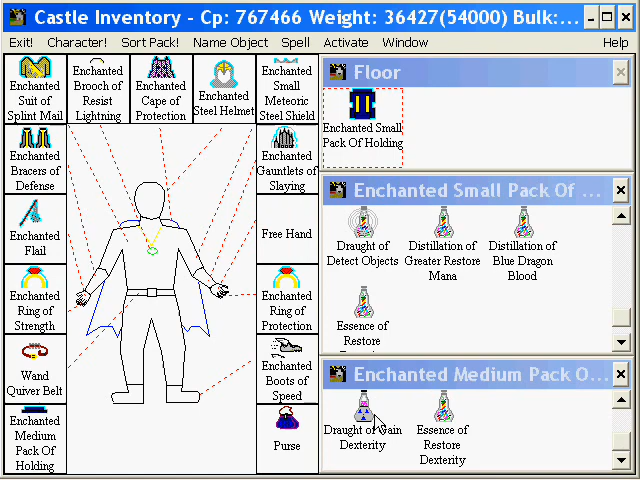 Castle Inventory - Cp: 767466 Weight: 36427(54000) Bulk:...
Exit! Character! Sort Pack! Name Object Spell Activate Window Help
Enchanted
Suit of
Splint Mail
Enchanted
Brooch of
Resist
Lightning
Enchanted
Cape of
Protection
Enchanted
Steel Helmet
Enchanted
Small
Meteoric
Steel Shield
Enchanted
Bracers of
Defense
Enchanted
Gauntlets of
Slaying
Enchanted
Flail
Free Hand
Enchanted
Ring of
Strength
Enchanted
Ring of
Protection
Wand
Quiver Belt
Enchanted
Boots of
Speed
Enchanted
Medium
Pack Of
Holding
Purse
Floor
Enchanted Small
Pack Of Holding
Enchanted Small Pack Of ...
Draught of
Detect Objects
Distillation of
Greater Restore
Mana
Distillation of
Blue Dragon
Blood
Essence of
Restore
Enchanted Medium Pack O...
Draught of Gain
Dexterity
Essence of
Restore
Dexterity